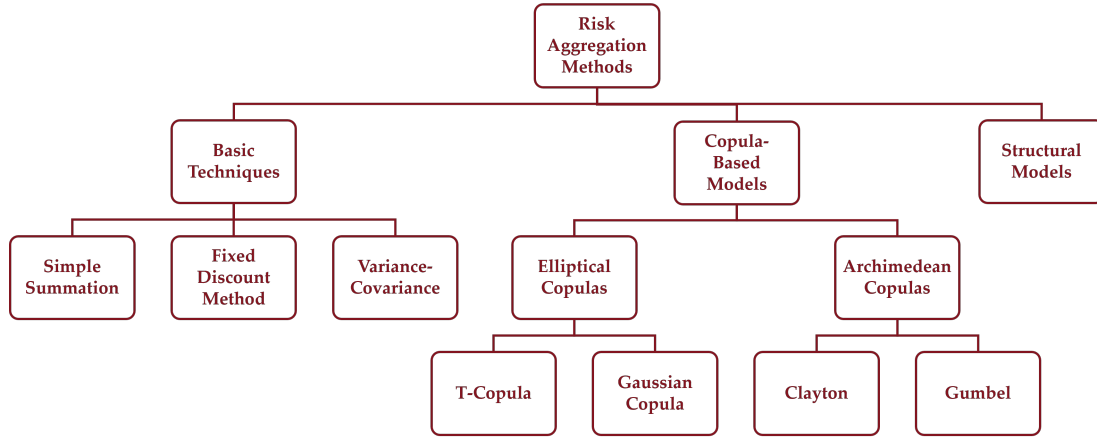 Risk
Aggregation
Methods
Basic
Techniques
Copula-
Based
Models
Structural
Models
Simple
Summation
Fixed
Discount
Method
Variance-
Covariance
Elliptical
Copulas
Archimedean
Copulas
T-Copula
Gaussian
Copula
Clayton
Gumbel